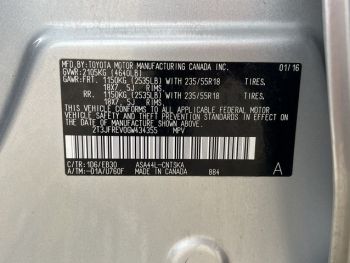 MFD.BY:TOYOTA MOTOR MANUFACTURING CANADA INC. 01/16
GVWR:2105KG (4640LB)
GAWR:FRT. 1150KG (2535LB) WITH 235/55R18 TIRES,
18X7. 5J RIMS,
RR. 1150KG (2535LB) WITH 235/55R18 TIRES,
18X7. 5J RIMS,
THIS VEHICLE CONFORMS TO ALL APPLICABLE FEDERAL MOTOR
VEHICLE SAFETY AND THEFT PREVENTION STANDARDS IN EFFECT ON
THE DATE OF MANUFACTURE SHOWN ABOVE.
2T3JFREV0GW434355 MPV
C/TR:1D6/EB30 ASA44L-CNTSKA
A/TM:-01A/U760F MADE IN CANADA 884 A